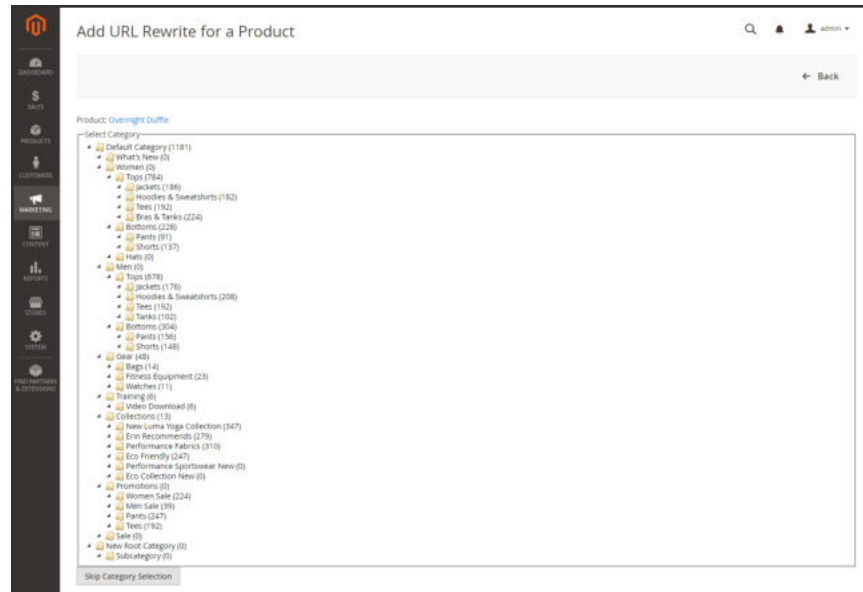 Add URL Rewrite for a Product
admin
DASHBOARD
← Back
$
SALES
Product: Overnight Duffle
PRODUCTS
Select Category
Default Category (1181)
What's New (0)
Women (0)
CUSTOMERS
Tops (784)
Jackets (186)
Hoodies & Sweatshirts (182)
Tees (192)
MARKETING
Bras & Tanks (224)
Bottoms (228)
Pants (91)
CONTENT
Shorts (137)
Hats (0)
Men (0)
REPORTS
Tops (678)
Jackets (176)
Hoodies & Sweatshirts (208)
STORES
Tees (192)
Tanks (102)
Bottoms (304)
SYSTEM
Pants (156)
Shorts (148)
Gear (48)
Bags (14)
FIND PARTNERS
& EXTENSIONS
Fitness Equipment (23)
Watches (11)
Training (6)
Video Download (6)
Collections (13)
New Luma Yoga Collection (347)
Erin Recommends (279)
Performance Fabrics (310)
Eco Friendly (247)
Performance Sportswear New (0)
Eco Collection New (0)
Promotions (0)
Women Sale (224)
Men Sale (39)
Pants (247)
Tees (192)
Sale (0)
New Root Category (0)
Subcategory (0)
Skip Category Selection